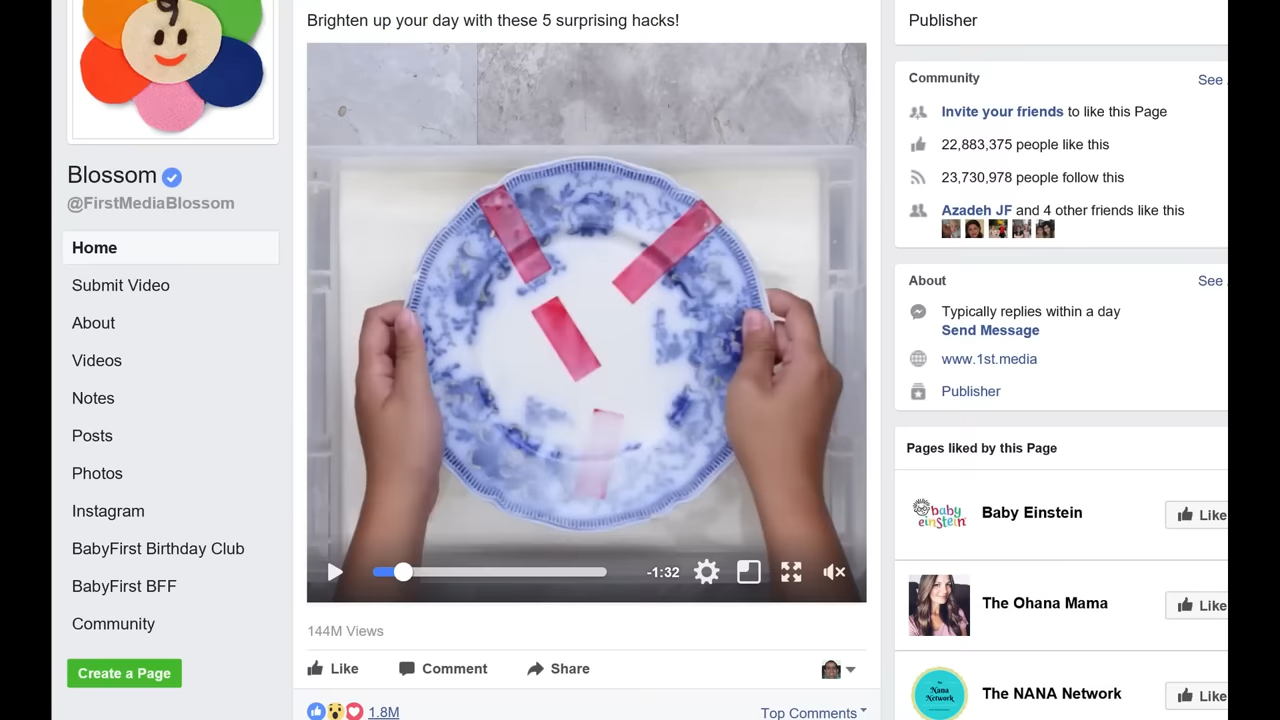 Brighten up your day with these 5 surprising hacks!
Blossom
@FirstMediaBlossom
Home
Submit Video
About
Videos
Notes
Posts
Photos
Instagram
BabyFirst Birthday Club
BabyFirst BFF
Community
Create a Page
-1:32
144M Views
Like
Comment
Share
1.8M
Top Comments
Publisher
Community
See
Invite your friends to like this Page
22,883,375 people like this
23,730,978 people follow this
Azadeh JF and 4 other friends like this
About
See
Typically replies within a day
Send Message
www.1st.media
Publisher
Pages liked by this Page
baby
einstein
Baby Einstein
Like
The Ohana Mama
Like
The
Nana
Network
The NANA Network
Like